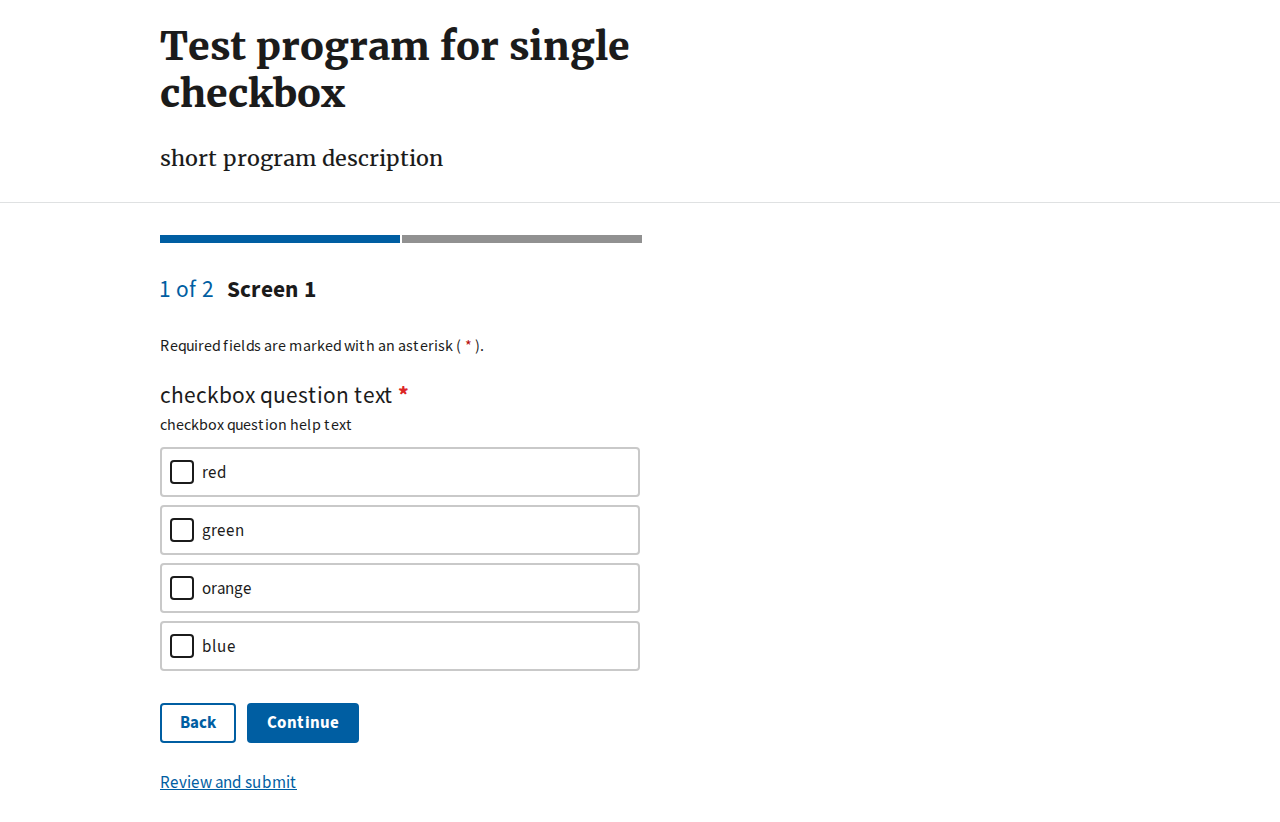 Test program for single
checkbox
short program description
1 of 2 Screen 1
Required fields are marked with an asterisk ( * ).
checkbox question text *
checkbox question help text
red
green
orange
blue
Back Continue
Review and submit